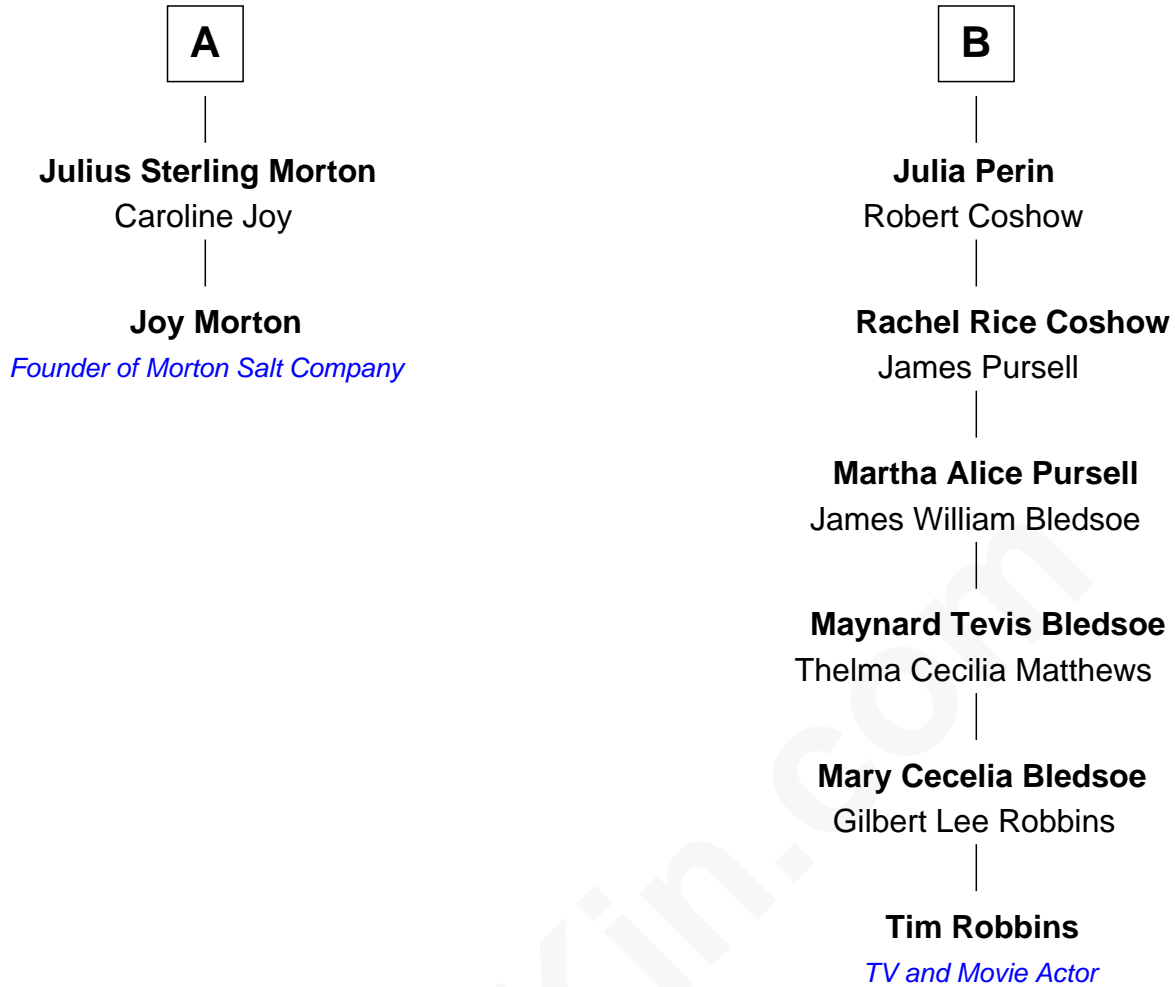 A
Julius Sterling Morton
Caroline Joy
Joy Morton
Founder of Morton Salt Company
B
Julia Perin
Robert Coshow
Rachel Rice Coshow
James Pursell
Martha Alice Pursell
James William Bledsoe
Maynard Tevis Bledsoe
Thelma Cecilia Matthews
Mary Cecelia Bledsoe
Gilbert Lee Robbins
Tim Robbins
TV and Movie Actor
Kin.com